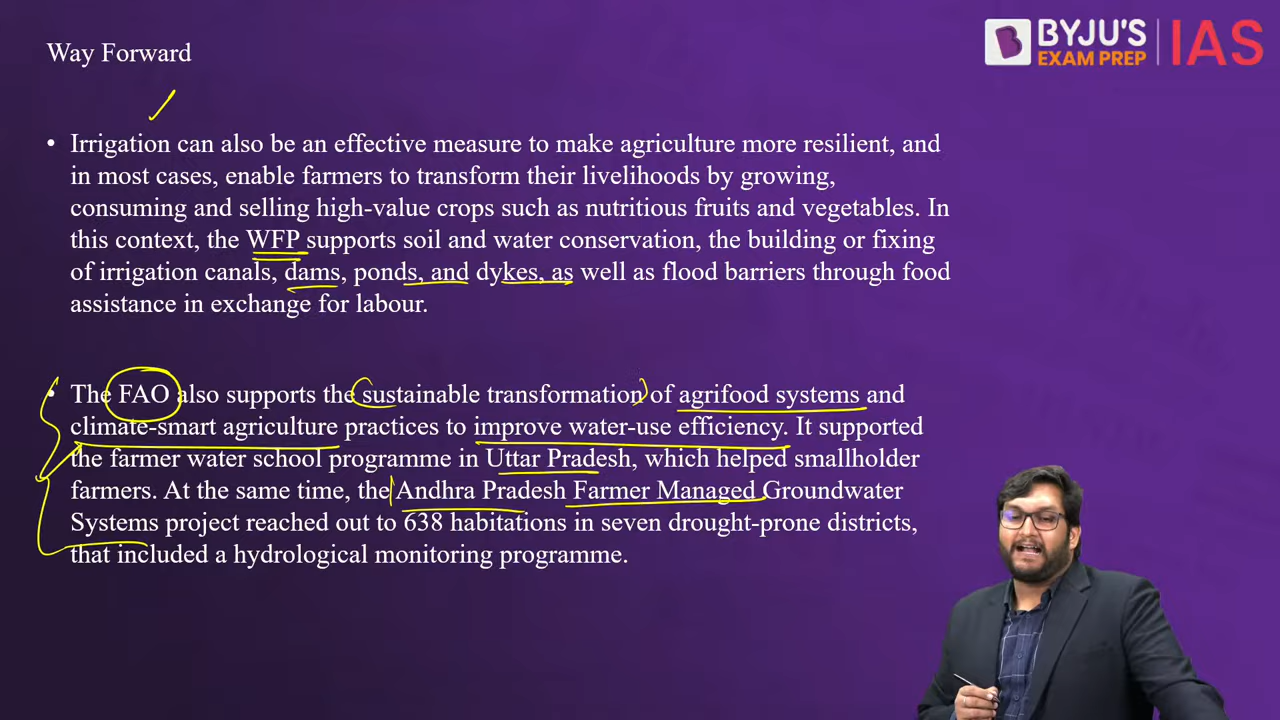 Way Forward
BYJU'S
EXAM PREP
IAS
• Irrigation can also be an effective measure to make agriculture more resilient, and
in most cases, enable farmers to transform their livelihoods by growing,
consuming and selling high-value crops such as nutritious fruits and vegetables. In
this context, the WFP supports soil and water conservation, the building or fixing
of irrigation canals, dams, ponds, and dykes, as well as flood barriers through food
assistance in exchange for labour.
• The FAO also supports the sustainable transformation of agrifood systems and
climate-smart agriculture practices to improve water-use efficiency. It supported
the farmer water school programme in Uttar Pradesh, which helped smallholder
farmers. At the same time, the Andhra Pradesh Farmer Managed Groundwater
Systems project reached out to 638 habitations in seven drought-prone districts,
that included a hydrological monitoring programme.